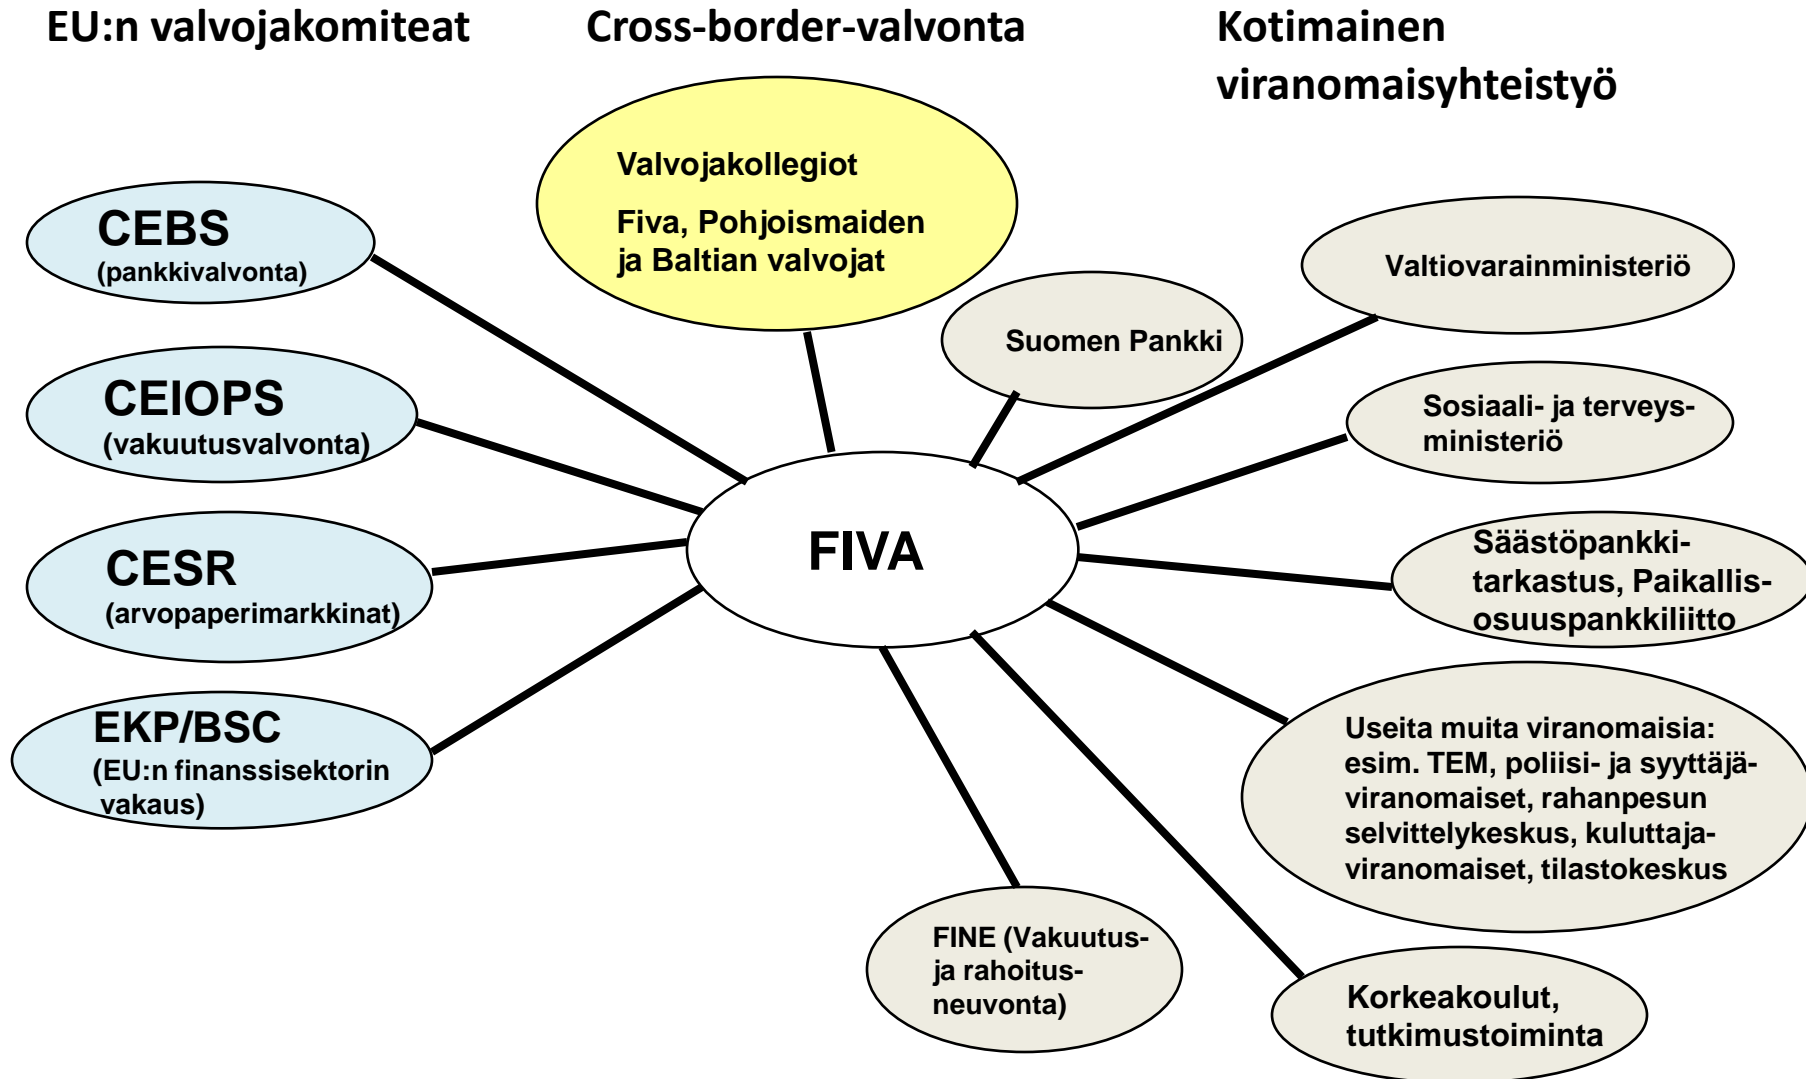 EU:n valvojakomiteat
Cross-border-valvonta
Kotimainen
viranomaisyhteistyö
Valvojakollegiot
Fiva, Pohjoismaiden
ja Baltian valvojat
CEBS
(pankkivalvonta)
CEIOPS
(vakuutusvalvonta)
CESR
(arvopaperimarkkinat)
EKP/BSC
(EU:n finanssisektorin
vakaus)
FIVA
Suomen Pankki
Valtiovarainministeriö
Sosiaali- ja terveys-
ministeriö
Säästöpankki-
tarkastus, Paikallis-
osuuspankkiliitto
Useita muita viranomaisia:
esim. TEM, poliisi- ja syyttäjä-
viranomaiset, rahanpesun
selvittelykeskus, kuluttaja-
viranomaiset, tilastokeskus
FINE (Vakuutus-
ja rahoitus-
neuvonta)
Korkeakoulut,
tutkimustoiminta